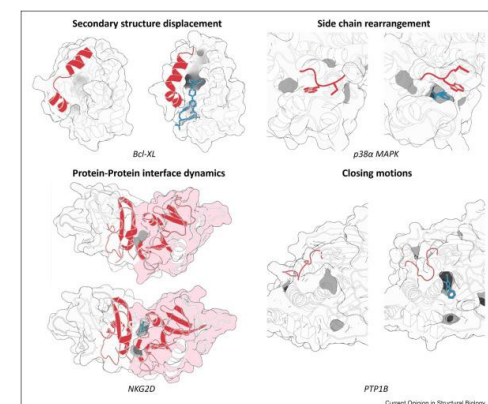 Secondary structure displacement
Side chain rearrangement
Bcl-XL
p38α MAPK
Protein-Protein interface dynamics
Closing motions
NKG2D
PTP1B
Current Opinion in Structural Biology